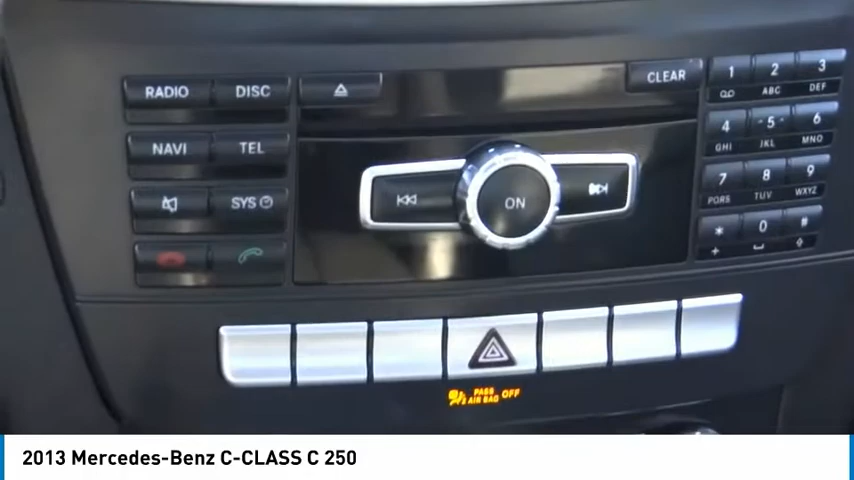 RADIO DISC
CLEAR
1 2 ABC 3 DEF
NAVI TEL
4 GHI 5 JKL 6 MNO
SYS
ON
7 PQRS 8 TUV 9 WXYZ
* + 0 #
PASS AIR BAG OFF
2013 Mercedes-Benz C-CLASS C 250